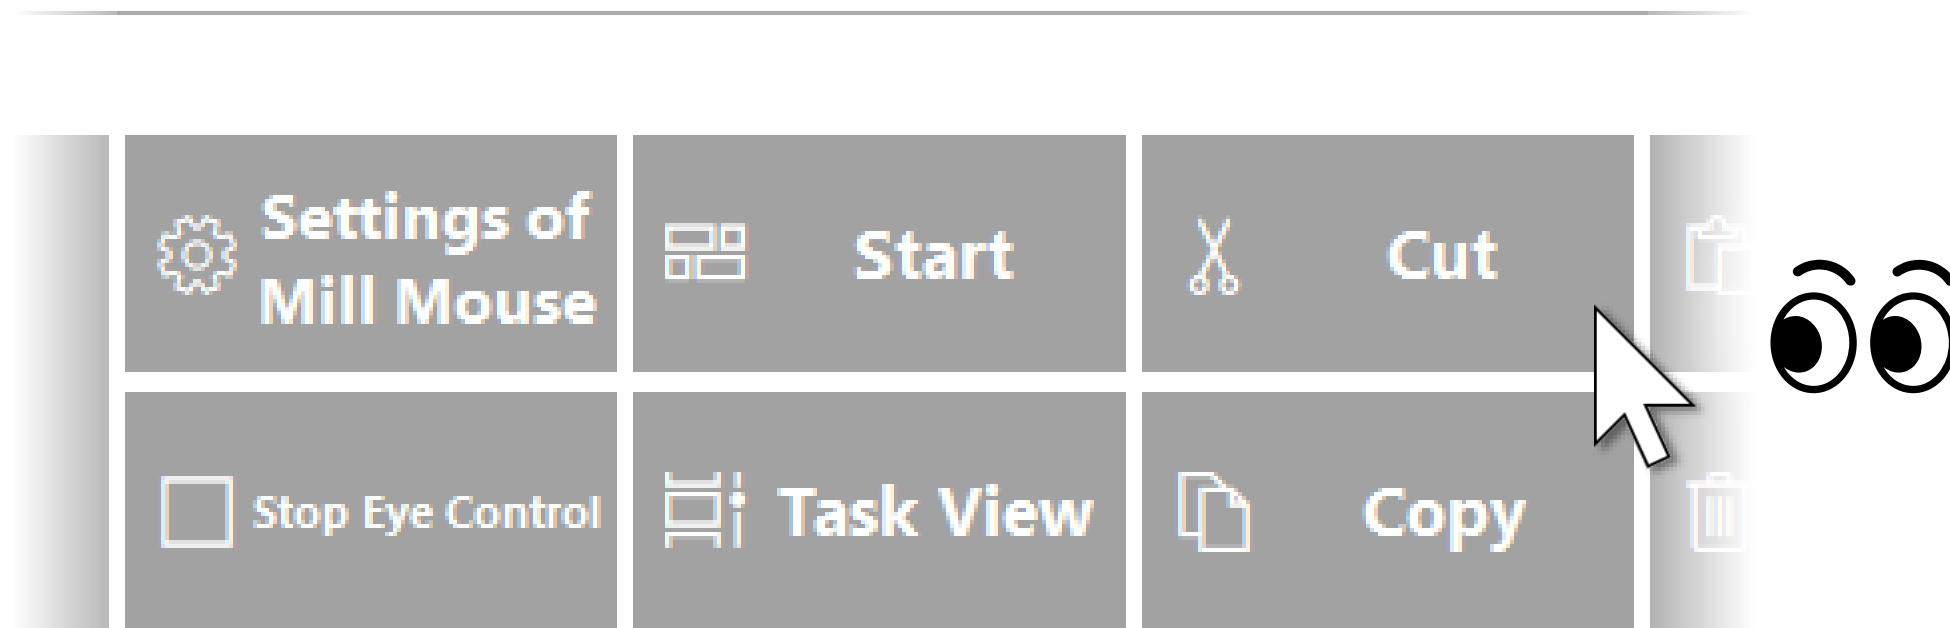 Settings of
Mill Mouse
Start
Cut
Stop Eye Control
Task View
Copy